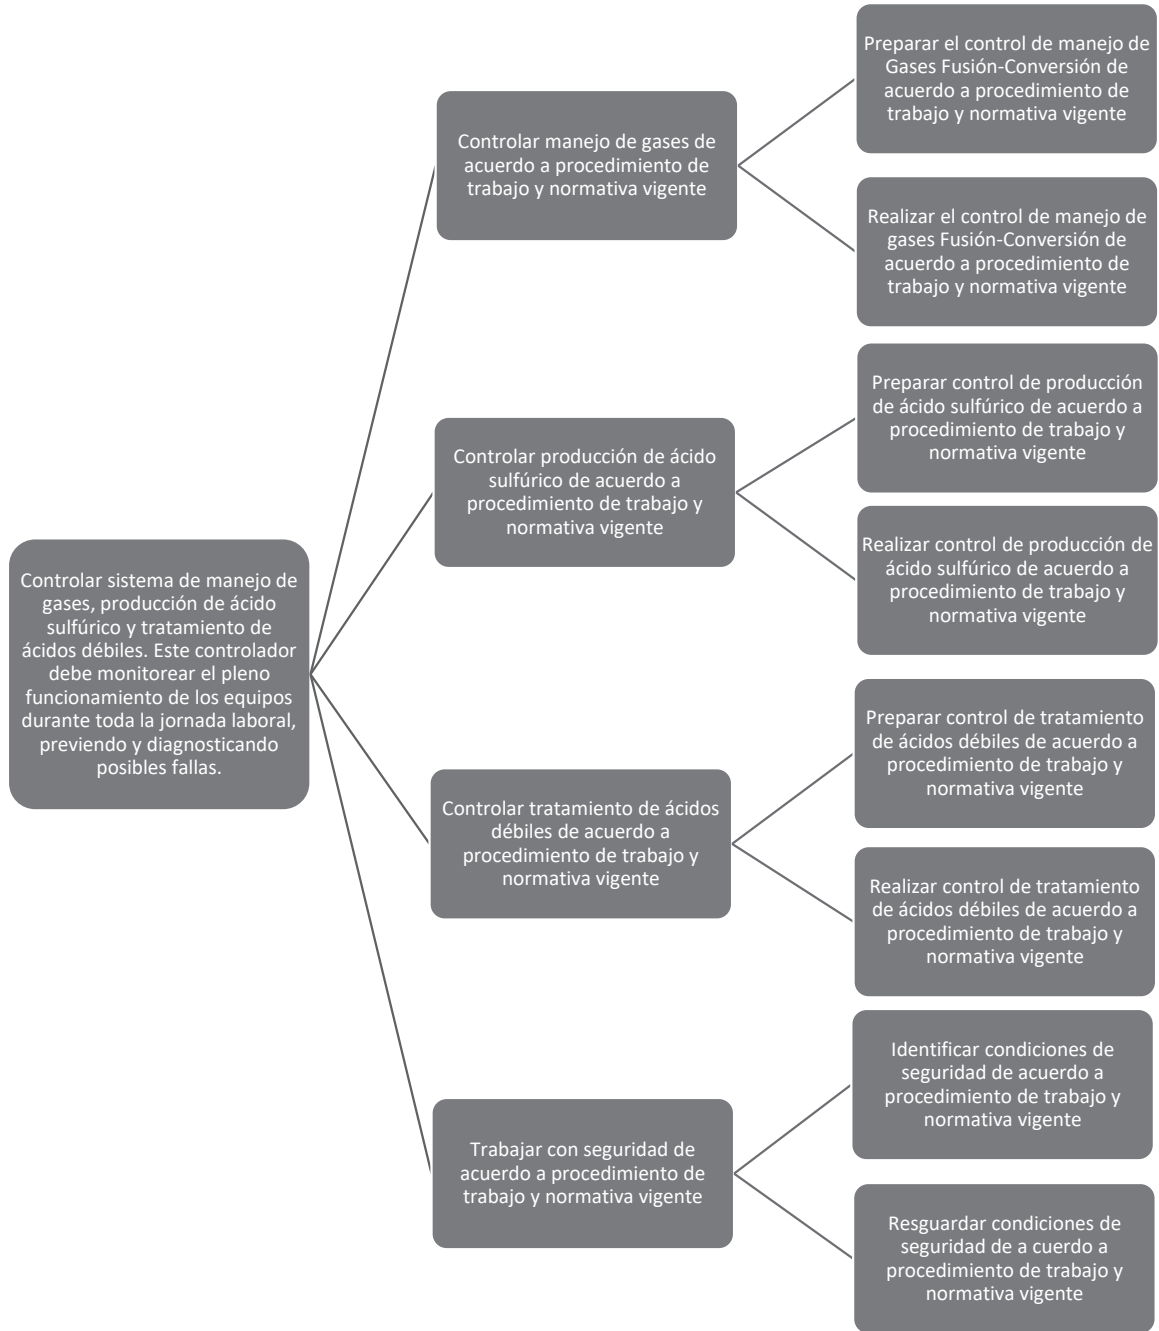 Controlar sistema de manejo de
gases, producción de ácido
sulfúrico y tratamiento de
ácidos débiles. Este controlador
debe monitorear el pleno
funcionamiento de los equipos
durante toda la jornada laboral,
previendo y diagnosticando
posibles fallas.
Controlar manejo de gases de
acuerdo a procedimiento de
trabajo y normativa vigente
Preparar el control de manejo de
Gases Fusión-Conversión de
acuerdo a procedimiento de
trabajo y normativa vigente
Realizar el control de manejo de
gases Fusión-Conversión de
acuerdo a procedimiento de
trabajo y normativa vigente
Controlar producción de ácido
sulfúrico de acuerdo a
procedimiento de trabajo y
normativa vigente
Preparar control de producción
de ácido sulfúrico de acuerdo a
procedimiento de trabajo y
normativa vigente
Realizar control de producción de
ácido sulfúrico de acuerdo a
procedimiento de trabajo y
normativa vigente
Controlar tratamiento de ácidos
débiles de acuerdo a
procedimiento de trabajo y
normativa vigente
Preparar control de tratamiento
de ácidos débiles de acuerdo a
procedimiento de trabajo y
normativa vigente
Realizar control de tratamiento
de ácidos débiles de acuerdo a
procedimiento de trabajo y
normativa vigente
Trabajar con seguridad de
acuerdo a procedimiento de
trabajo y normativa vigente
Identificar condiciones de
seguridad de acuerdo a
procedimiento de trabajo y
normativa vigente
Resguardar condiciones de
seguridad de a cuerdo a
procedimiento de trabajo y
normativa vigente